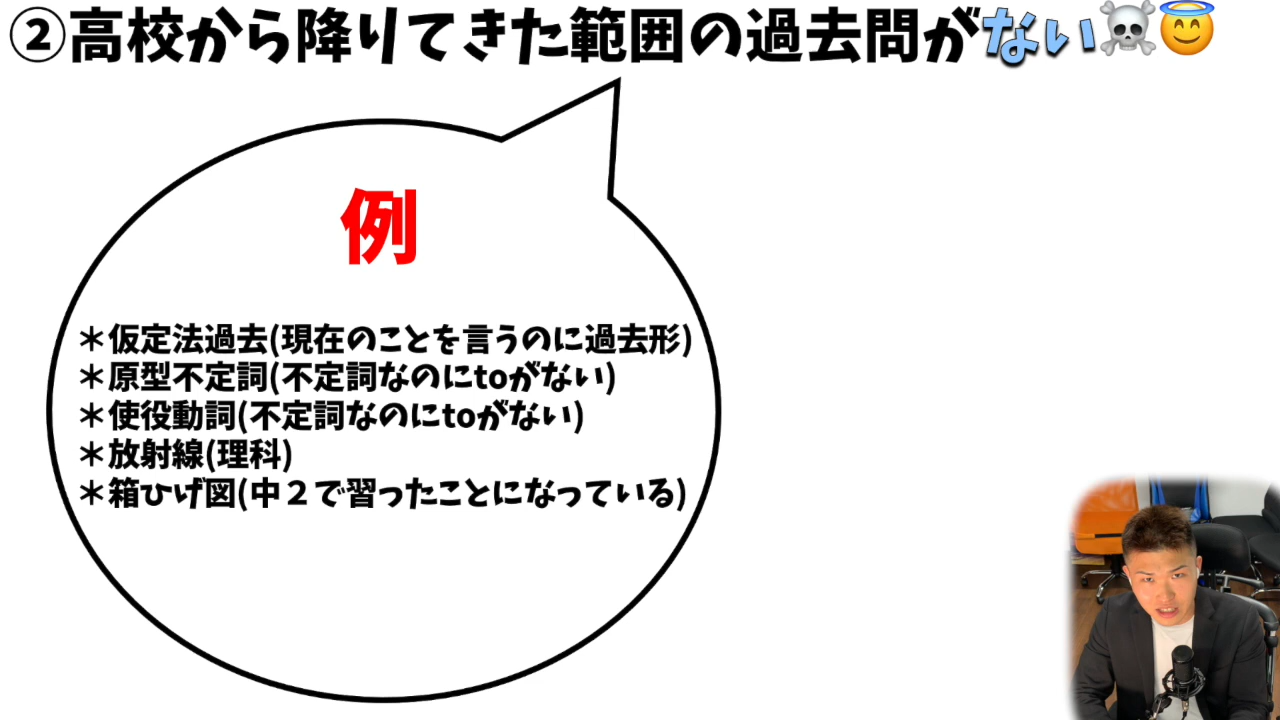 ②高校から降りてきた範囲の過去問がない☠️😇
例
＊仮定法過去(現在のことを言うのに過去形)
＊原型不定詞(不定詞なのにtoがない)
＊使役動詞(不定詞なのにtoがない)
＊放射線(理科)
＊箱ひげ図(中２で習ったことになっている)